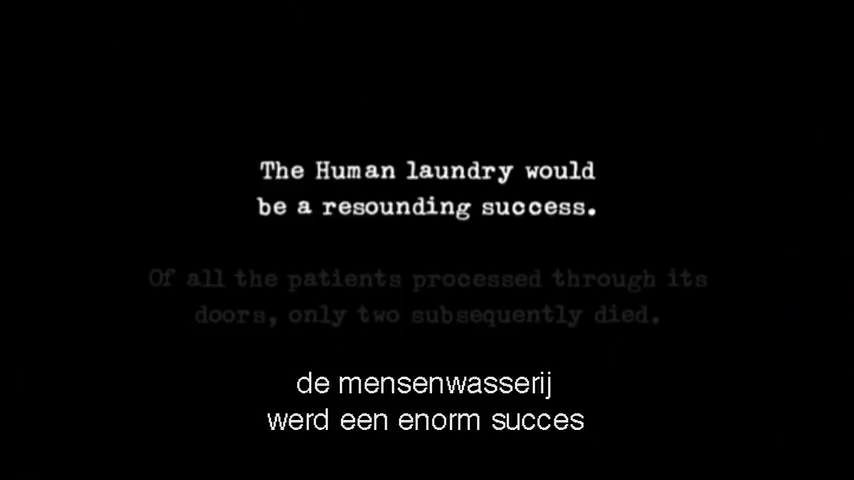 The Human laundry would
be a resounding success.
Of all the patients processed through its
doors, only two subsequently died.
de mensenwasserij
werd een enorm succes